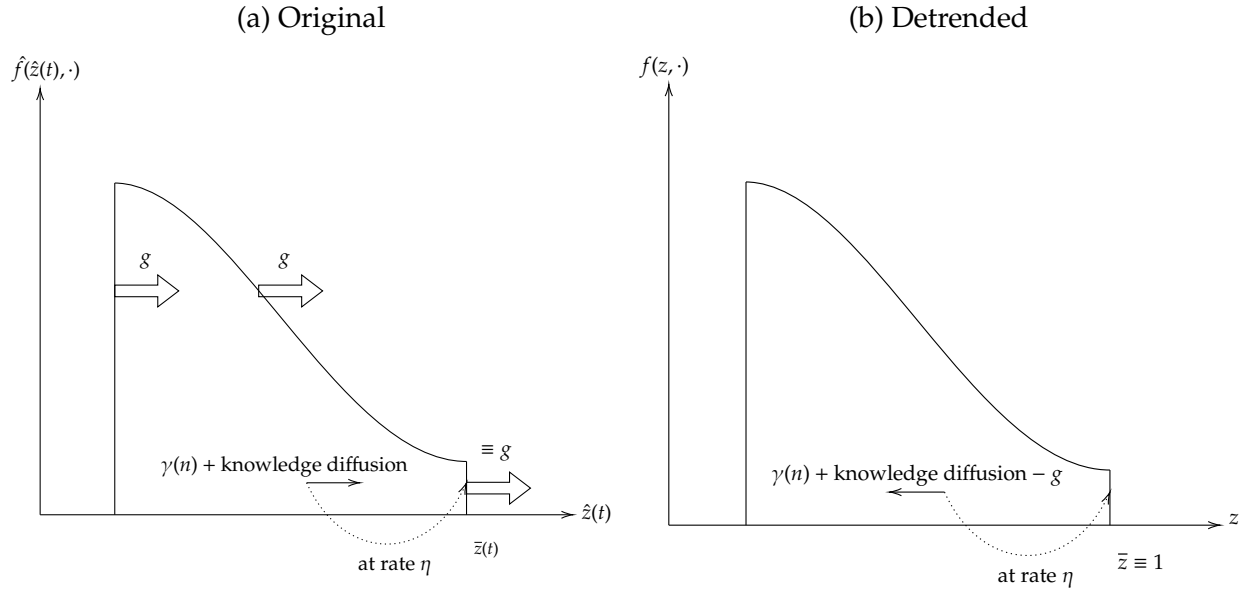 (a) Original
f̂(ẑ(t), ·)
g
g
≡ g
γ(n) + knowledge diffusion
ẑ(t)
z̄(t)
at rate η
(b) Detrended
f(z, ·)
γ(n) + knowledge diffusion − g
z
z̄ ≡ 1
at rate η